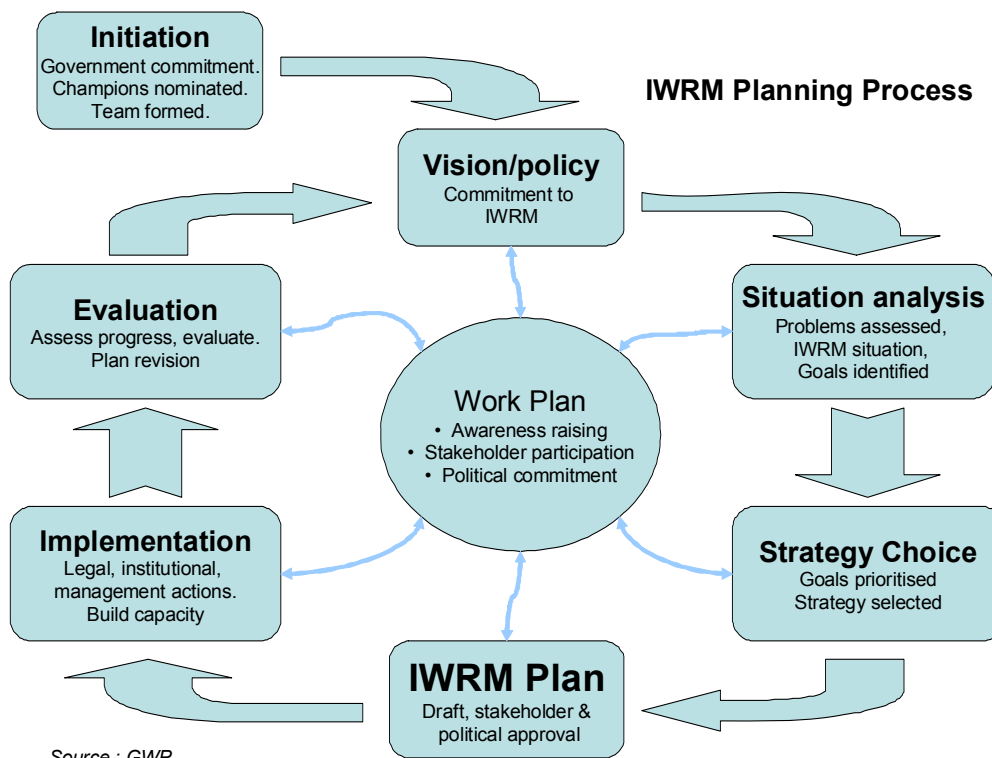 Initiation
Government commitment.
Champions nominated.
Team formed.
IWRM Planning Process
Vision/policy
Commitment to
IWRM
Situation analysis
Problems assessed,
IWRM situation,
Goals identified
Strategy Choice
Goals prioritised
Strategy selected
IWRM Plan
Draft, stakeholder &
political approval
Implementation
Legal, institutional,
management actions.
Build capacity
Evaluation
Assess progress, evaluate.
Plan revision
Work Plan
• Awareness raising
• Stakeholder participation
• Political commitment
Source : GWP